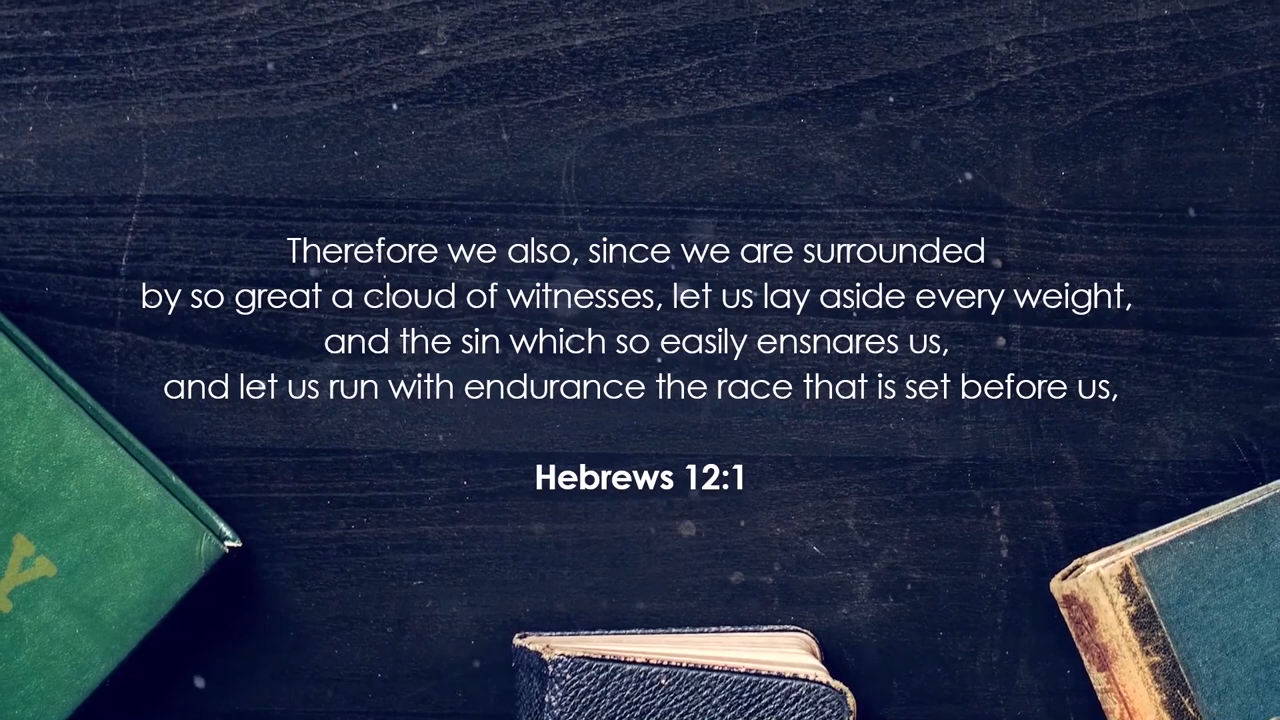 Therefore we also, since we are surrounded
by so great a cloud of witnesses, let us lay aside every weight,
and the sin which so easily ensnares us,
and let us run with endurance the race that is set before us,
Hebrews 12:1
Y